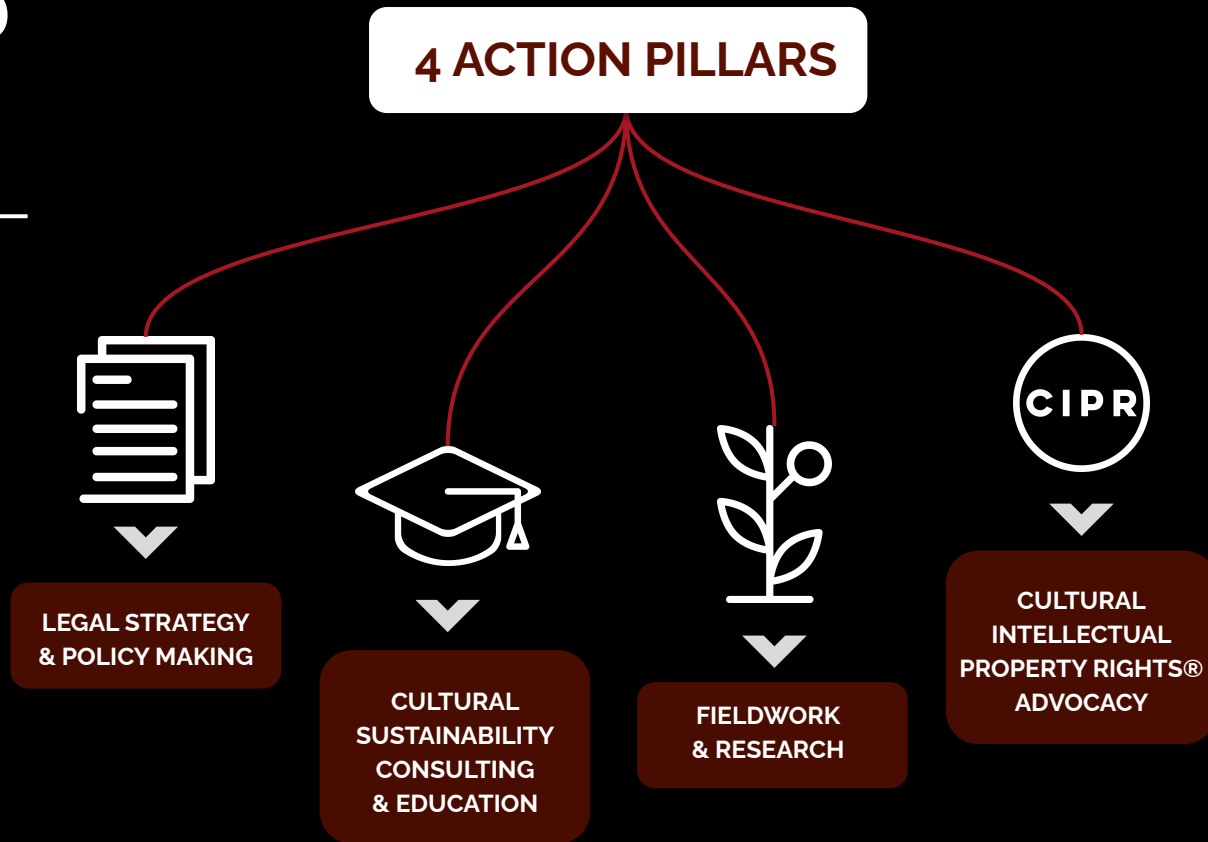 4 ACTION PILLARS
LEGAL STRATEGY
& POLICY MAKING
CULTURAL
SUSTAINABILITY
CONSULTING
& EDUCATION
FIELDWORK
& RESEARCH
CIPR
CULTURAL
INTELLECTUAL
PROPERTY RIGHTS®
ADVOCACY